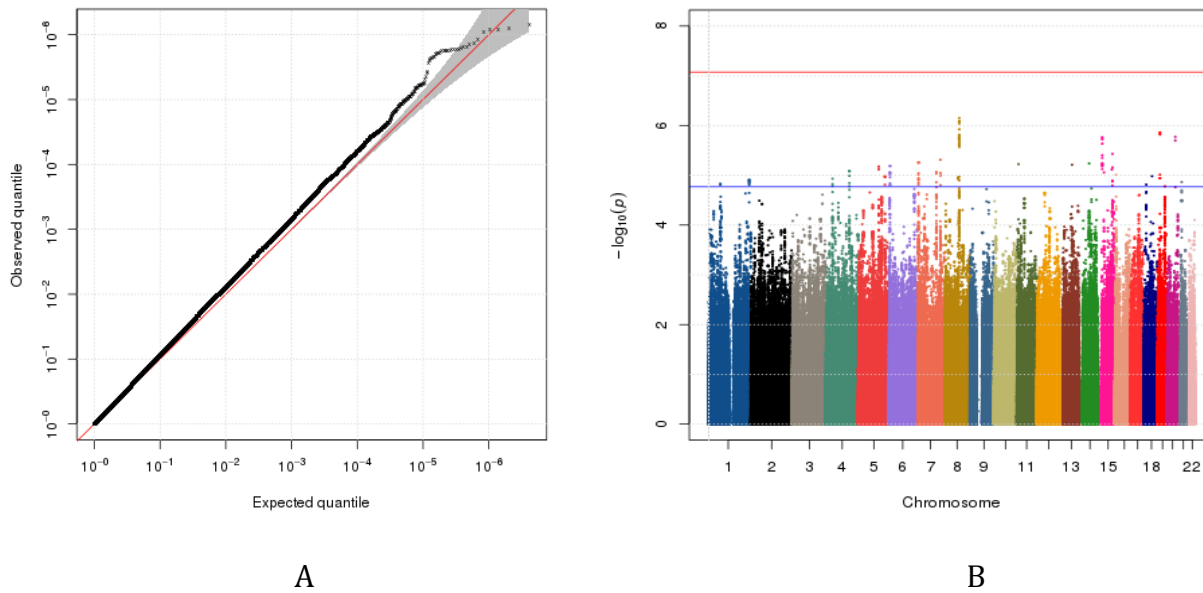 10⁻⁶
10⁻⁵
10⁻⁴
10⁻³
10⁻²
10⁻¹
10⁻⁰
Observed quantile
10⁻⁰ 10⁻¹ 10⁻² 10⁻³ 10⁻⁴ 10⁻⁵ 10⁻⁶
Expected quantile
A
8
6
4
2
0
−log₁₀(p)
1 2 3 4 5 6 7 8 9 11 13 15 18 22
Chromosome
B